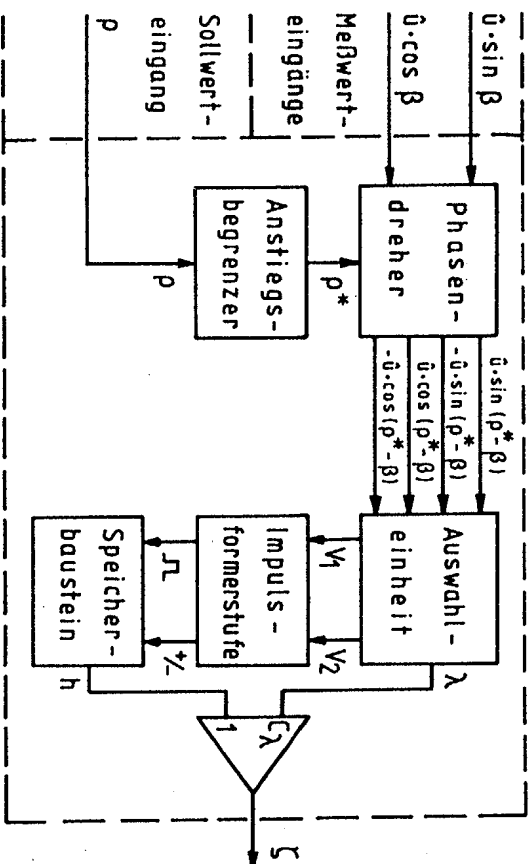 û·sin β
û·cos β
Meßwert-
eingänge
Sollwert-
eingang
ρ
Phasen-
dreher
ρ*
Anstiegs-
begrenzer
ρ
û·sin (ρ*-β)
-û·sin (ρ*-β)
û·cos (ρ*-β)
-û·cos (ρ*-β)
Auswahl-
einheit
λ
V₁
V₂
Impuls-
formerstufe
+/-
Speicher-
baustein
h
Cλ
1
ζ